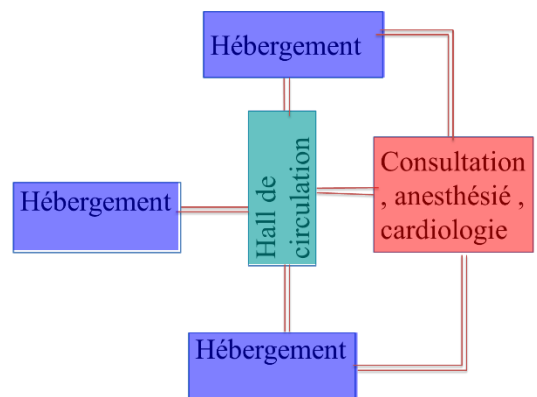 Hébergement
Hébergement
Hall de
circulation
Consultation
, anesthésié ,
cardiologie
Hébergement